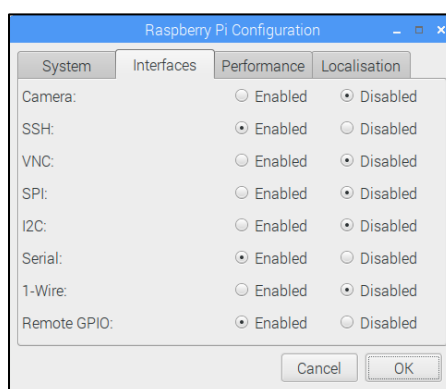 Raspberry Pi Configuration
System Interfaces Performance Localisation
Camera: Enabled Disabled
SSH: Enabled Disabled
VNC: Enabled Disabled
SPI: Enabled Disabled
I2C: Enabled Disabled
Serial: Enabled Disabled
1-Wire: Enabled Disabled
Remote GPIO: Enabled Disabled
Cancel OK